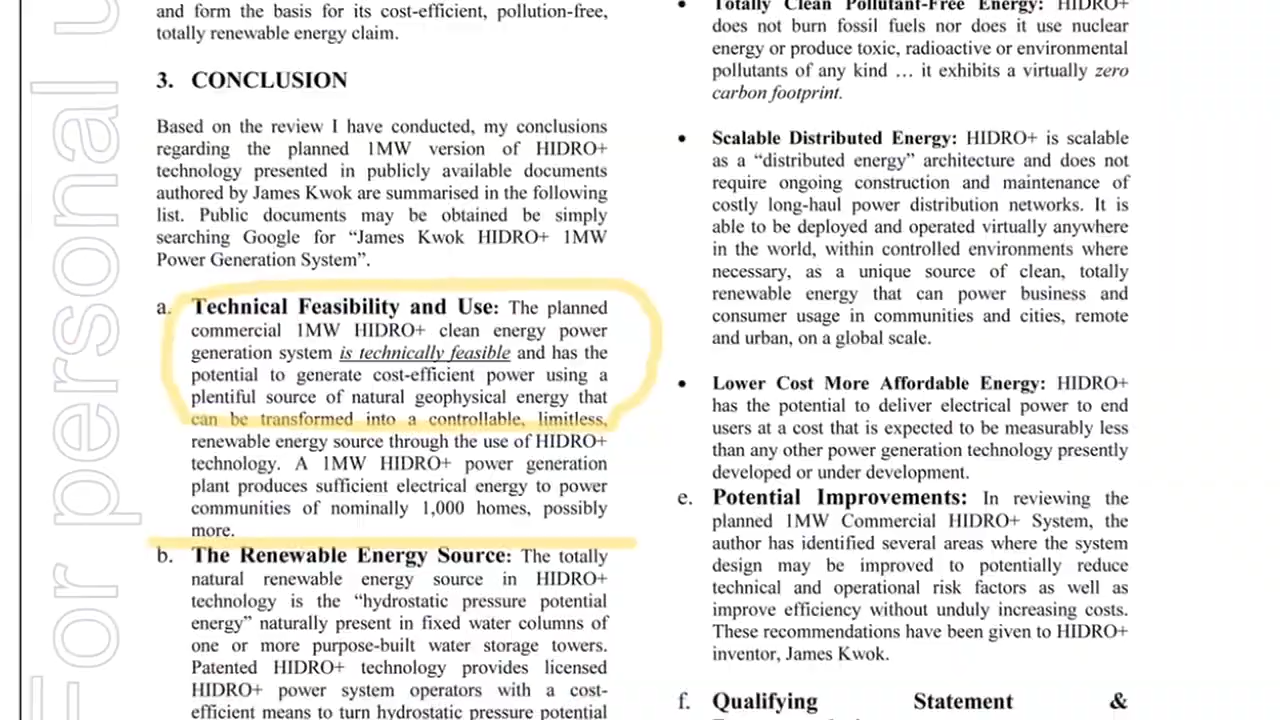 and form the basis for its cost-efficient, pollution-free,
totally renewable energy claim.
3. CONCLUSION
Based on the review I have conducted, my conclusions
regarding the planned 1MW version of HIDRO+
technology presented in publicly available documents
authored by James Kwok are summarised in the following
list. Public documents may be obtained be simply
searching Google for “James Kwok HIDRO+ 1MW
Power Generation System”.
a. Technical Feasibility and Use: The planned
commercial 1MW HIDRO+ clean energy power
generation system is technically feasible and has the
potential to generate cost-efficient power using a
plentiful source of natural geophysical energy that
can be transformed into a controllable, limitless,
renewable energy source through the use of HIDRO+
technology. A 1MW HIDRO+ power generation
plant produces sufficient electrical energy to power
communities of nominally 1,000 homes, possibly
more.
b. The Renewable Energy Source: The totally
natural renewable energy source in HIDRO+
technology is the “hydrostatic pressure potential
energy” naturally present in fixed water columns of
one or more purpose-built water storage towers.
Patented HIDRO+ technology provides licensed
HIDRO+ power system operators with a cost-
efficient means to turn hydrostatic pressure potential
• Totally Clean Pollutant-Free Energy: HIDRO+
does not burn fossil fuels nor does it use nuclear
energy or produce toxic, radioactive or environmental
pollutants of any kind … it exhibits a virtually zero
carbon footprint.
• Scalable Distributed Energy: HIDRO+ is scalable
as a “distributed energy” architecture and does not
require ongoing construction and maintenance of
costly long-haul power distribution networks. It is
able to be deployed and operated virtually anywhere
in the world, within controlled environments where
necessary, as a unique source of clean, totally
renewable energy that can power business and
consumer usage in communities and cities, remote
and urban, on a global scale.
• Lower Cost More Affordable Energy: HIDRO+
has the potential to deliver electrical power to end
users at a cost that is expected to be measurably less
than any other power generation technology presently
developed or under development.
e. Potential Improvements: In reviewing the
planned 1MW Commercial HIDRO+ System, the
author has identified several areas where the system
design may be improved to potentially reduce
technical and operational risk factors as well as
improve efficiency without unduly increasing costs.
These recommendations have been given to HIDRO+
inventor, James Kwok.
f. Qualifying Statement &
For personal u